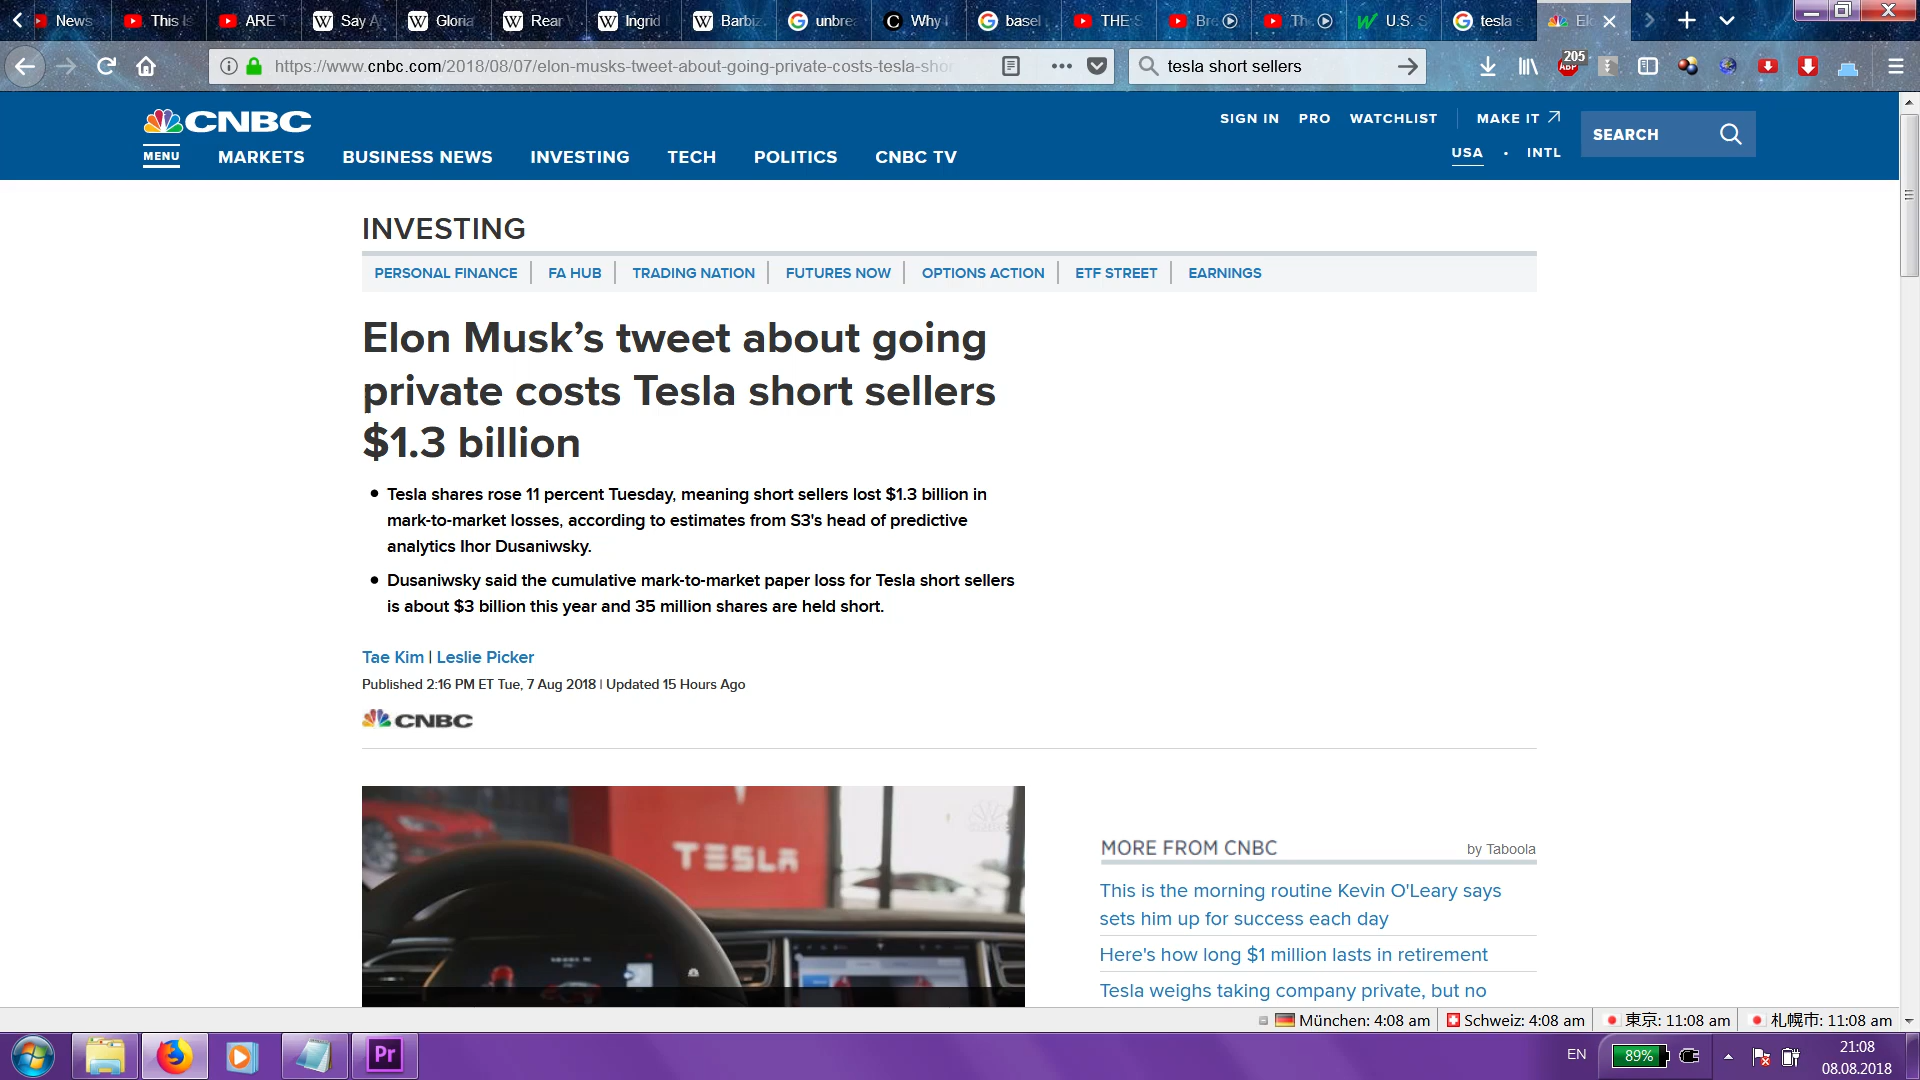 News
This Is
ARE T
Say A
Gloria
Rear
Ingrid
Barbiz
unbrea
Why I
basel
THE S
Bre
The
U.S. S
tesla s
Elo
https://www.cnbc.com/2018/08/07/elon-musks-tweet-about-going-private-costs-tesla-shor
tesla short sellers
205
ABP
CNBC
SIGN IN
PRO
WATCHLIST
MAKE IT
SEARCH
USA • INTL
MENU
MARKETS
BUSINESS NEWS
INVESTING
TECH
POLITICS
CNBC TV
INVESTING
PERSONAL FINANCE
FA HUB
TRADING NATION
FUTURES NOW
OPTIONS ACTION
ETF STREET
EARNINGS
Elon Musk’s tweet about going
private costs Tesla short sellers
$1.3 billion
• Tesla shares rose 11 percent Tuesday, meaning short sellers lost $1.3 billion in
mark-to-market losses, according to estimates from S3's head of predictive
analytics Ihor Dusaniwsky.
• Dusaniwsky said the cumulative mark-to-market paper loss for Tesla short sellers
is about $3 billion this year and 35 million shares are held short.
Tae Kim | Leslie Picker
Published 2:16 PM ET Tue, 7 Aug 2018 | Updated 15 Hours Ago
CNBC
TESLA
MORE FROM CNBC
by Taboola
This is the morning routine Kevin O'Leary says
sets him up for success each day
Here's how long $1 million lasts in retirement
Tesla weighs taking company private, but no
München: 4:08 am
Schweiz: 4:08 am
東京: 11:08 am
札幌市: 11:08 am
Pr
EN
89%
21:08
08.08.2018